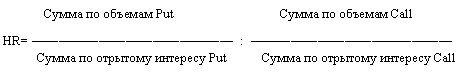 Сумма по объемам Put Сумма по объемам Call
HR= ———————————————— : ————————————————
Сумма по отрытому интересу Put Сумма по отрытому интересу Call